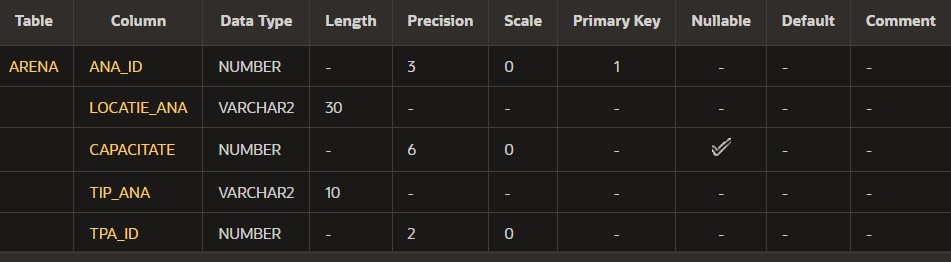 Table Column Data Type Length Precision Scale Primary Key Nullable Default Comment
ARENA ANA_ID NUMBER - 3 0 1 - - -
LOCATIE_ANA VARCHAR2 30 - - - - - -
CAPACITATE NUMBER - 6 0 - ✓ - -
TIP_ANA VARCHAR2 10 - - - - - -
TPA_ID NUMBER - 2 0 - - - -